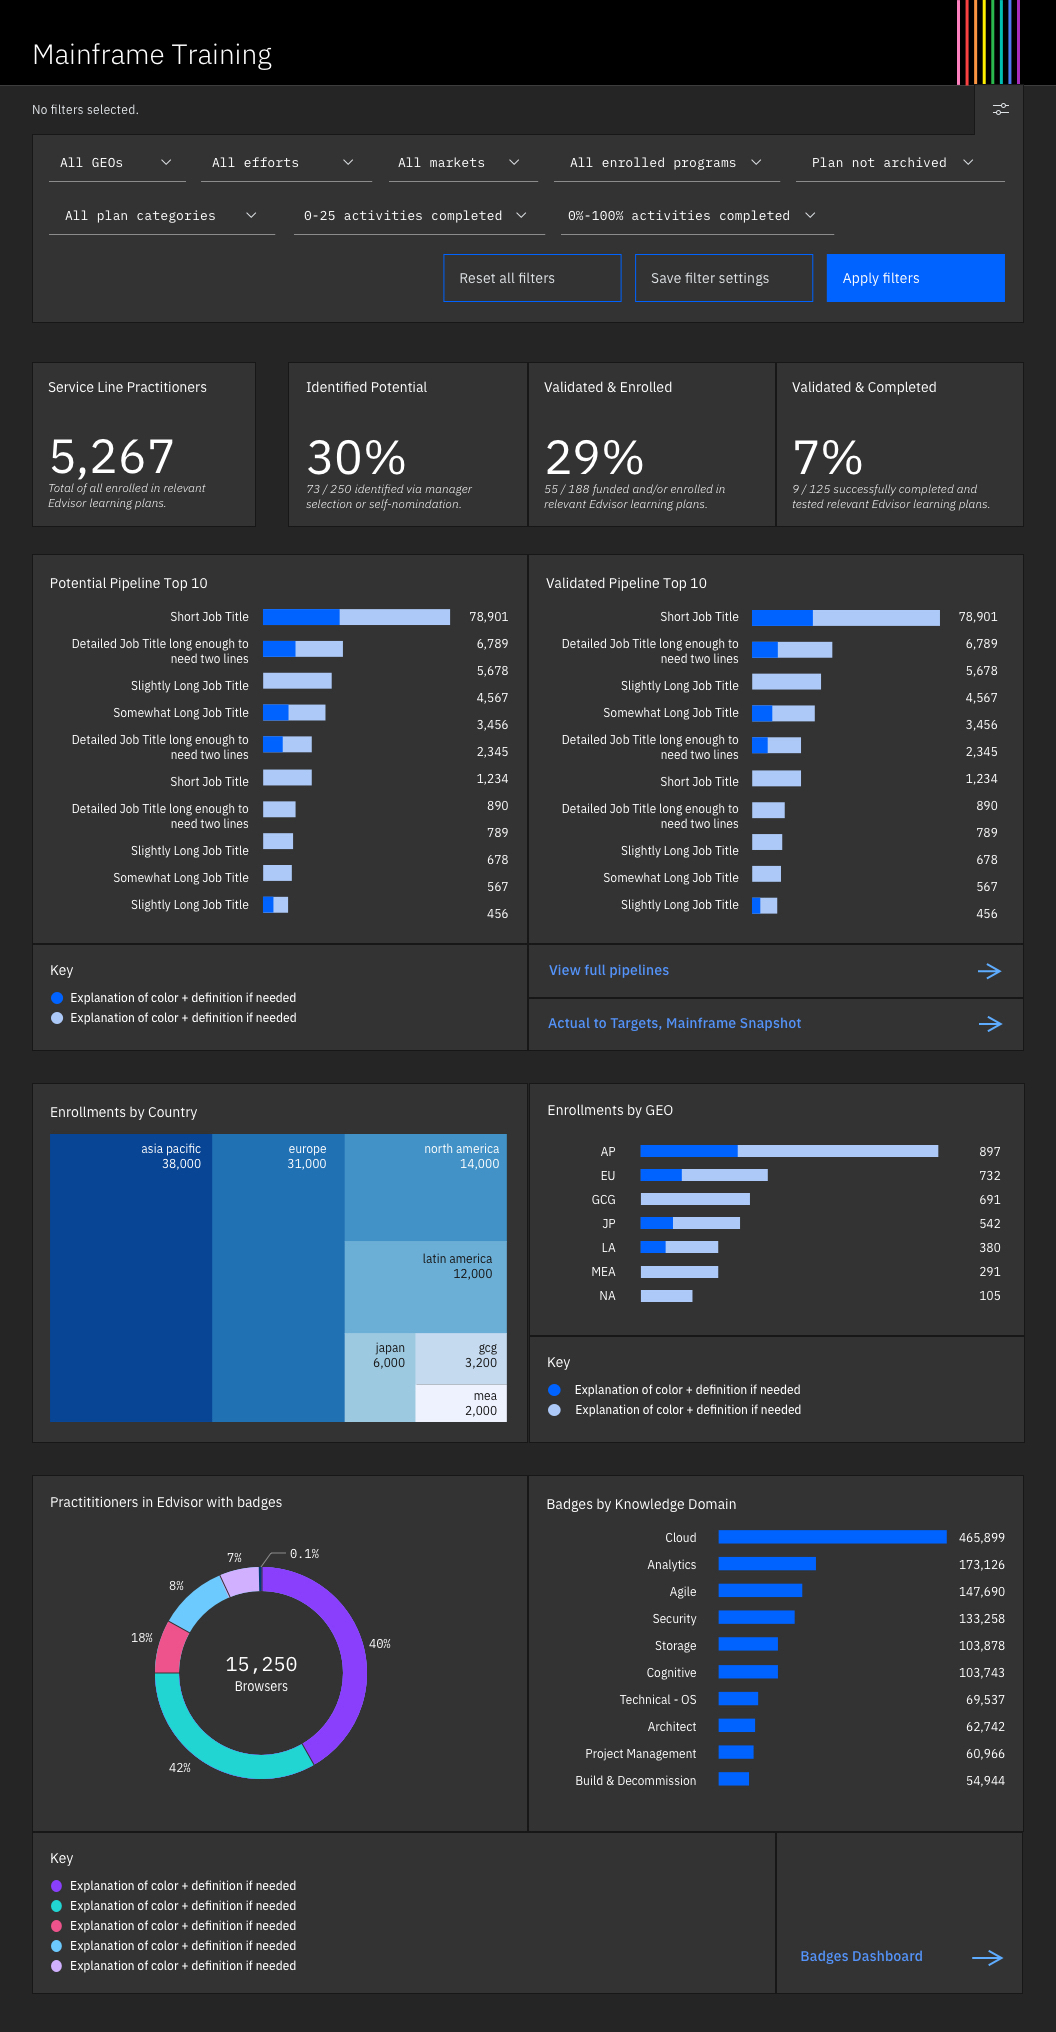 Mainframe Training
No filters selected.
All GEOs
All efforts
All markets
All enrolled programs
Plan not archived
All plan categories
0-25 activities completed
0%-100% activities completed
Reset all filters
Save filter settings
Apply filters
Service Line Practitioners
5,267
Total of all enrolled in relevant
Edvisor learning plans.
Identified Potential
30%
73 / 250 identified via manager
selection or self-nomindation.
Validated & Enrolled
29%
55 / 188 funded and/or enrolled in
relevant Edvisor learning plans.
Validated & Completed
7%
9 / 125 successfully completed and
tested relevant Edvisor learning plans.
Potential Pipeline Top 10
Short Job Title
78,901
Detailed Job Title long enough to
need two lines
6,789
5,678
Slightly Long Job Title
4,567
Somewhat Long Job Title
3,456
Detailed Job Title long enough to
need two lines
2,345
Short Job Title
1,234
Detailed Job Title long enough to
need two lines
890
789
Slightly Long Job Title
678
Somewhat Long Job Title
567
Slightly Long Job Title
456
Validated Pipeline Top 10
Short Job Title
78,901
Detailed Job Title long enough to
need two lines
6,789
5,678
Slightly Long Job Title
4,567
Somewhat Long Job Title
3,456
Detailed Job Title long enough to
need two lines
2,345
Short Job Title
1,234
Detailed Job Title long enough to
need two lines
890
789
Slightly Long Job Title
678
Somewhat Long Job Title
567
Slightly Long Job Title
456
Key
Explanation of color + definition if needed
Explanation of color + definition if needed
View full pipelines
Actual to Targets, Mainframe Snapshot
Enrollments by Country
asia pacific
38,000
europe
31,000
north america
14,000
latin america
12,000
japan
6,000
gcg
3,200
mea
2,000
Enrollments by GEO
AP 897
EU 732
GCG 691
JP 542
LA 380
MEA 291
NA 105
Key
Explanation of color + definition if needed
Explanation of color + definition if needed
Practititioners in Edvisor with badges
0.1%
7%
8%
18%
40%
42%
15,250
Browsers
Badges by Knowledge Domain
Cloud 465,899
Analytics 173,126
Agile 147,690
Security 133,258
Storage 103,878
Cognitive 103,743
Technical - OS 69,537
Architect 62,742
Project Management 60,966
Build & Decommission 54,944
Key
Explanation of color + definition if needed
Explanation of color + definition if needed
Explanation of color + definition if needed
Explanation of color + definition if needed
Explanation of color + definition if needed
Badges Dashboard